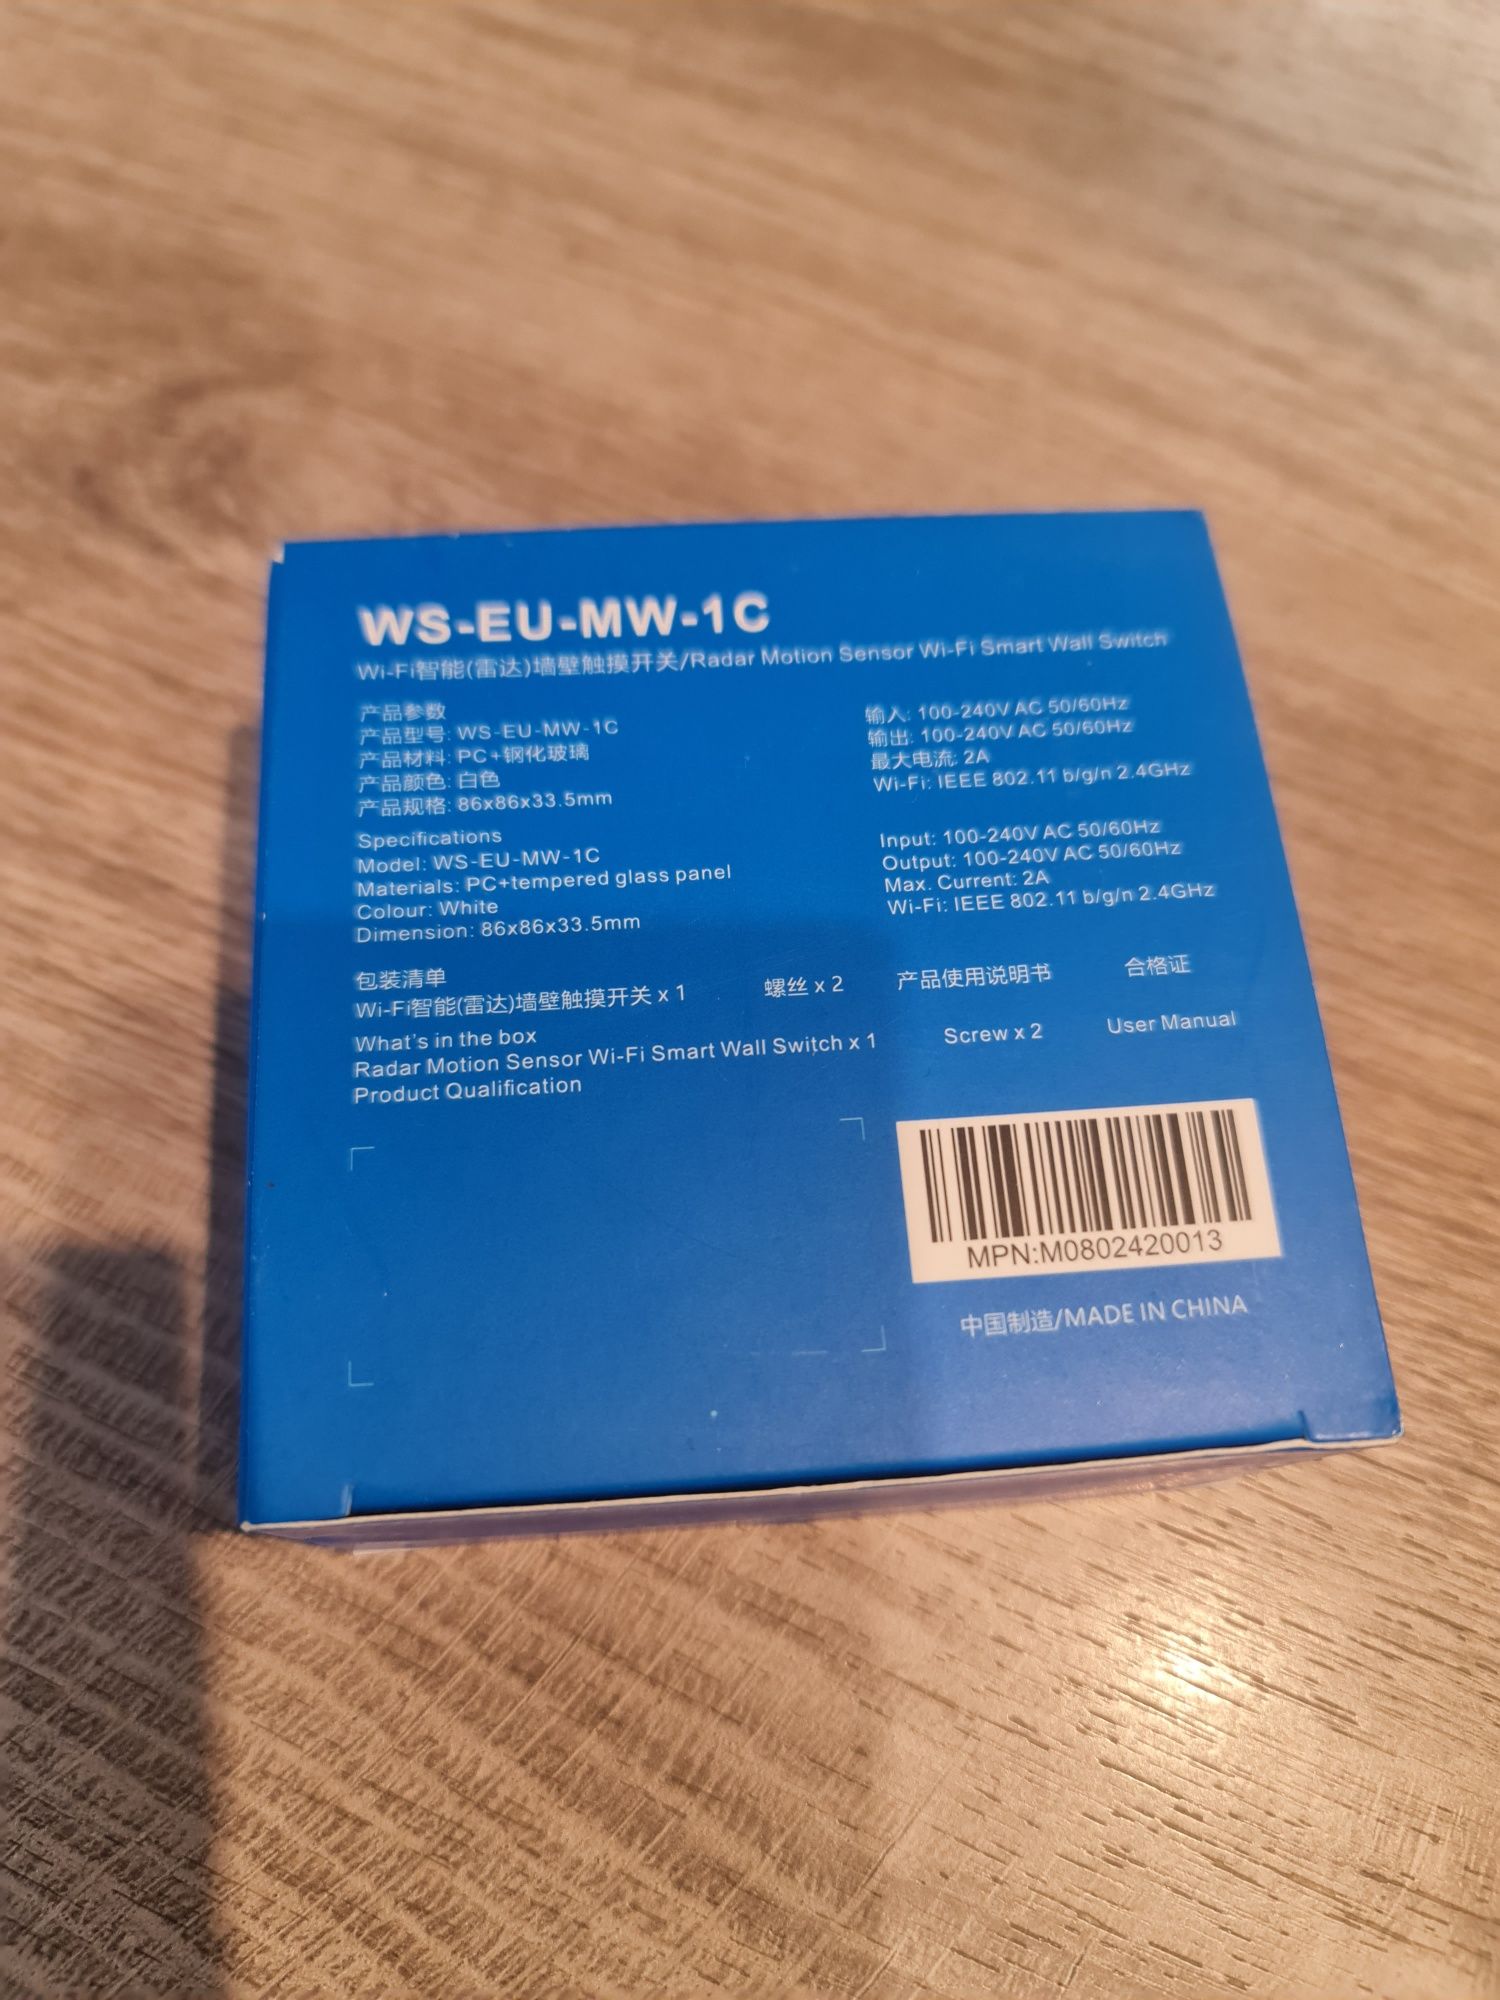 WS-EU-MW-1C
Wi-Fi智能(雷达)墙壁触摸开关/Radar Motion Sensor Wi-Fi Smart Wall Switch
产品参数
产品型号: WS-EU-MW-1C
产品材料: PC+钢化玻璃
产品颜色: 白色
产品规格: 86x86x33.5mm
输入: 100-240V AC 50/60Hz
输出: 100-240V AC 50/60Hz
最大电流: 2A
Wi-Fi: IEEE 802.11 b/g/n 2.4GHz
Specifications
Model: WS-EU-MW-1C
Materials: PC+tempered glass panel
Colour: White
Dimension: 86x86x33.5mm
Input: 100-240V AC 50/60Hz
Output: 100-240V AC 50/60Hz
Max. Current: 2A
Wi-Fi: IEEE 802.11 b/g/n 2.4GHz
包装清单
Wi-Fi智能(雷达)墙壁触摸开关 x 1 螺丝 x 2 产品使用说明书 合格证
What's in the box
Radar Motion Sensor Wi-Fi Smart Wall Switch x 1 Screw x 2 User Manual
Product Qualification
MPN:M0802420013
中国制造/MADE IN CHINA